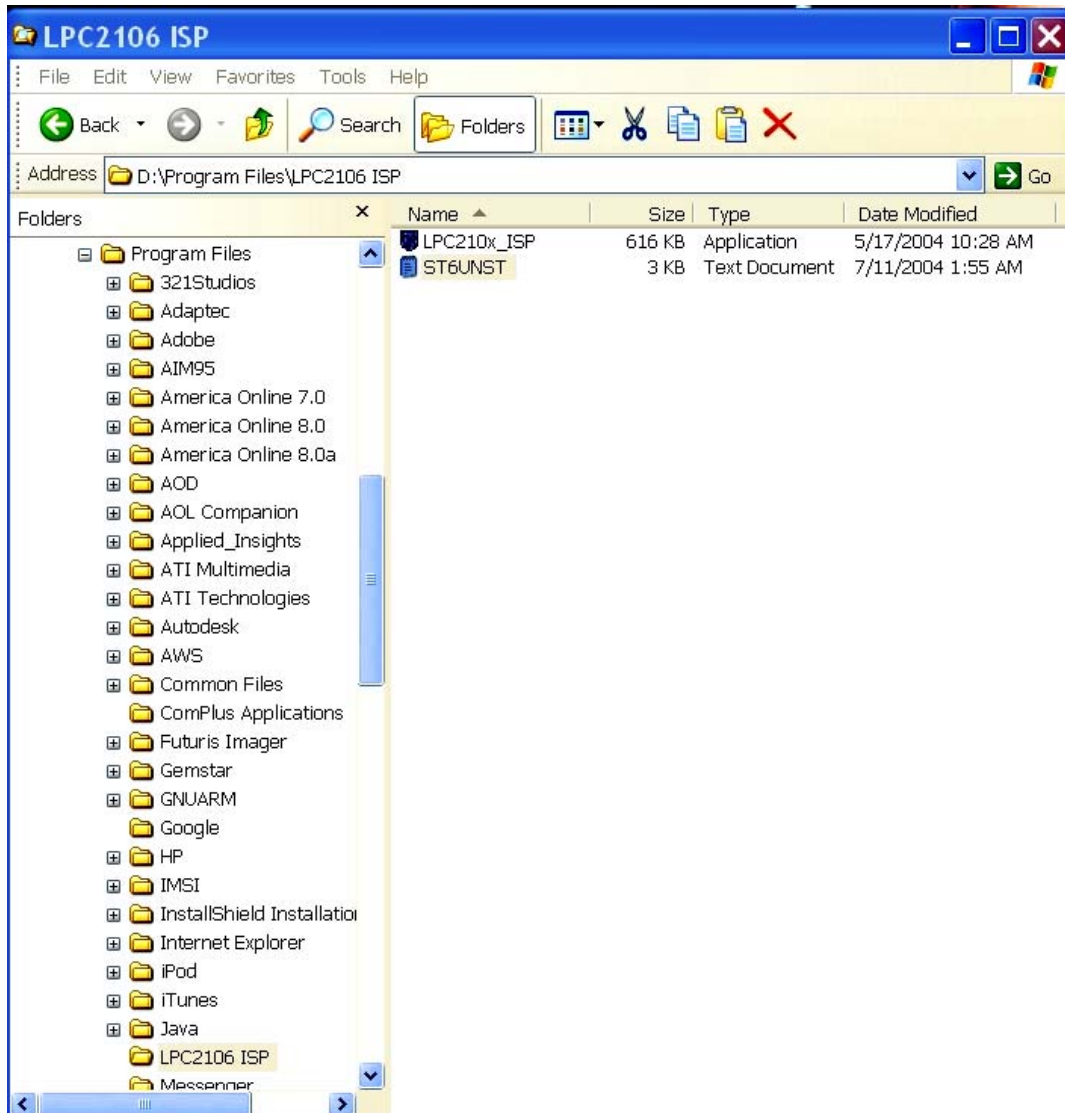 LPC2106 ISP
File Edit View Favorites Tools Help
Back Search Folders
Address D:\Program Files\LPC2106 ISP Go
Folders
Name Size Type Date Modified
LPC210x_ISP 616 KB Application 5/17/2004 10:28 AM
ST6UNST 3 KB Text Document 7/11/2004 1:55 AM
Program Files
321Studios
Adaptec
Adobe
AIM95
America Online 7.0
America Online 8.0
America Online 8.0a
AOD
AOL Companion
Applied_Insights
ATI Multimedia
ATI Technologies
Autodesk
AWS
Common Files
ComPlus Applications
Futuris Imager
Gemstar
GNUARM
Google
HP
IMSI
InstallShield Installatio
Internet Explorer
iPod
iTunes
Java
LPC2106 ISP
Messenger